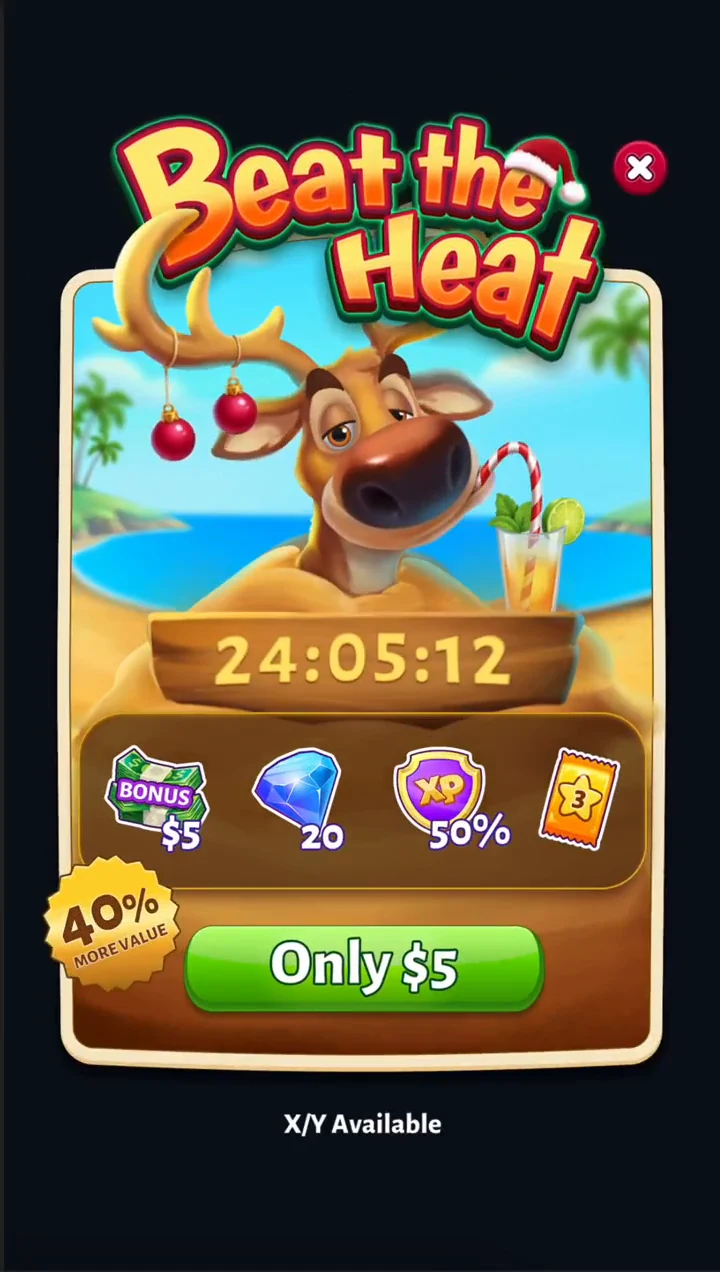 Beat the
Heat
24:05:12
BONUS
$5
20
XP
50%
3
40%
MORE VALUE
Only $5
X/Y Available